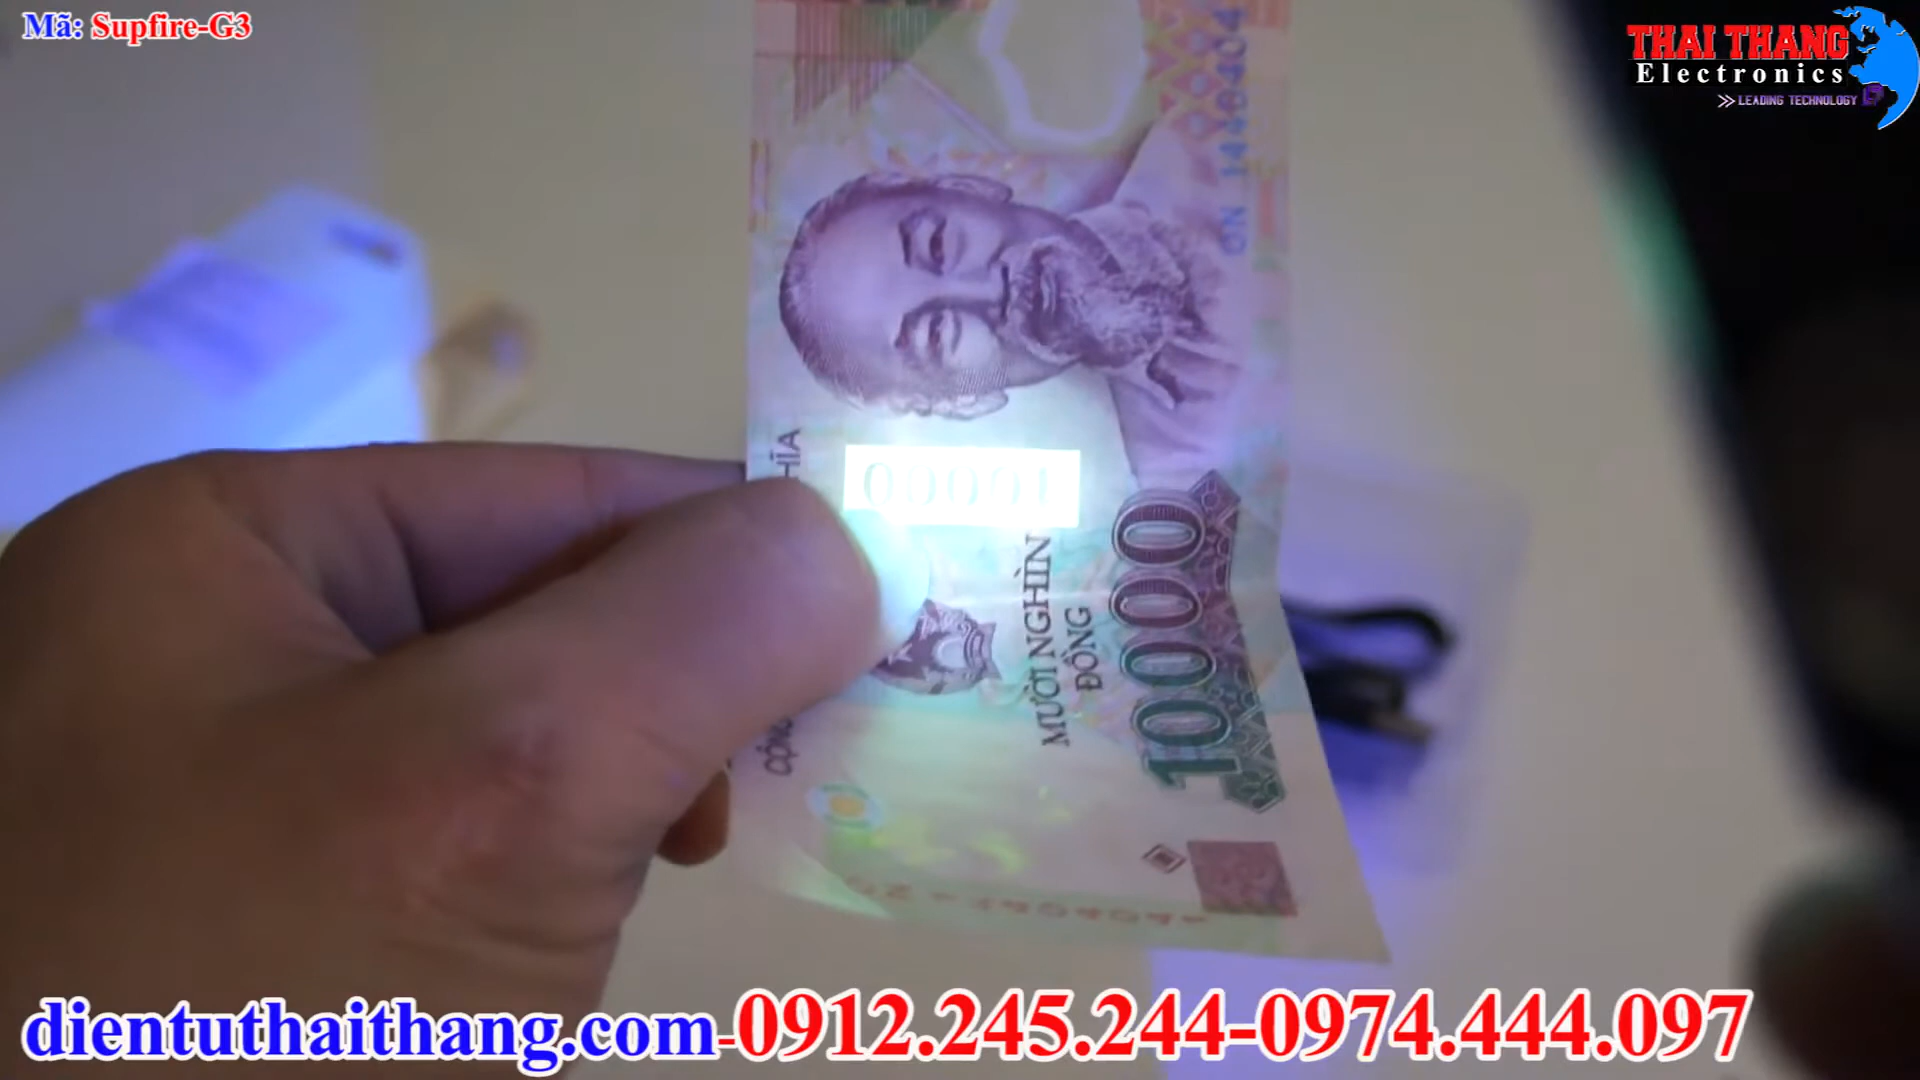 Mã: Supfire-G3
THAI THANG
Electronics
LEADING TECHNOLOGY
10000
MƯỜI NGHÌN
ĐỒNG
10000
dientuthaithang.com-0912.245.244-0974.444.097